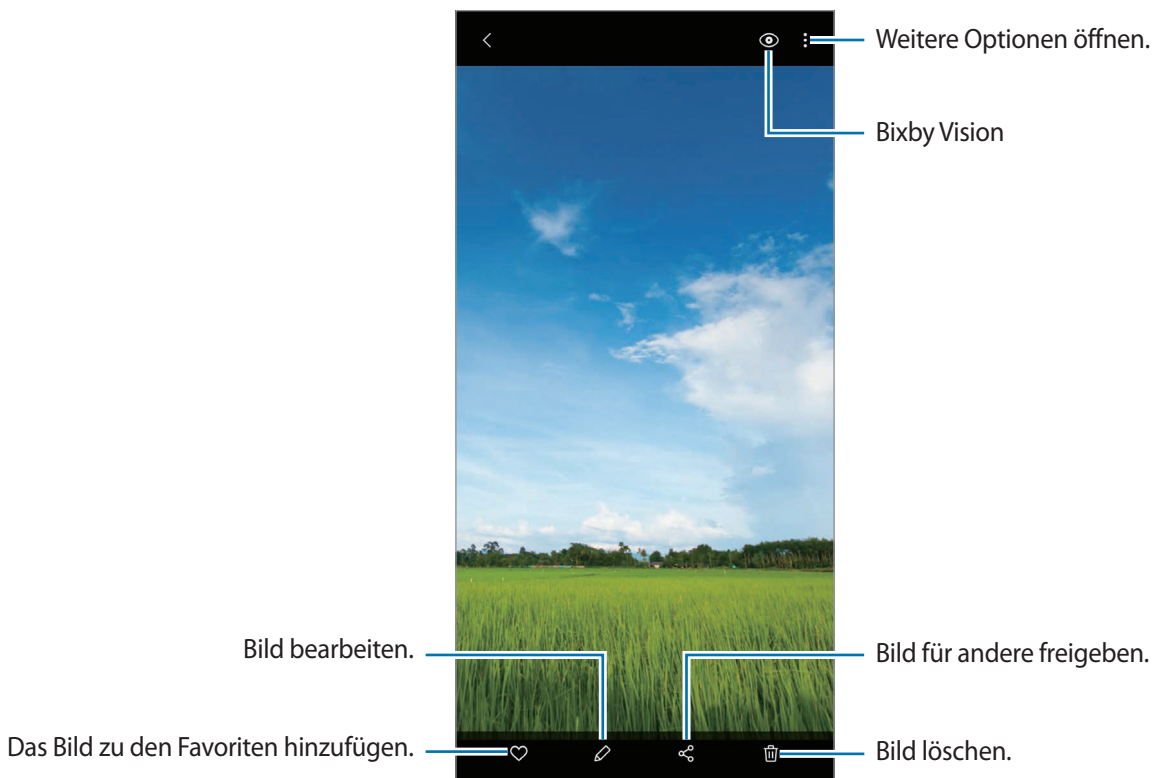 Weitere Optionen öffnen.
Bixby Vision
Bild bearbeiten.
Bild für andere freigeben.
Das Bild zu den Favoriten hinzufügen.
Bild löschen.